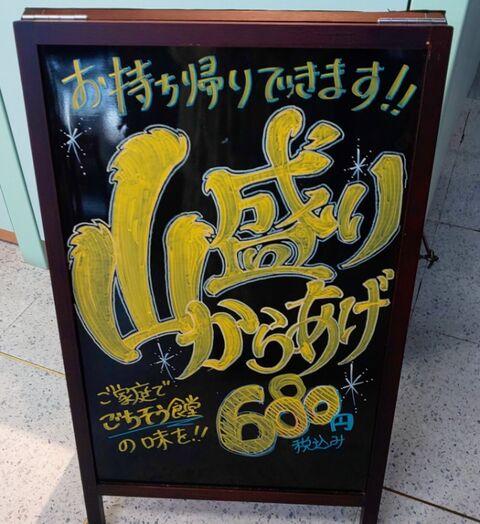 お持ち帰りできます!!
山盛り
からあげ
ご家庭で
ごちそう食堂
の味を!!
680円
税込み